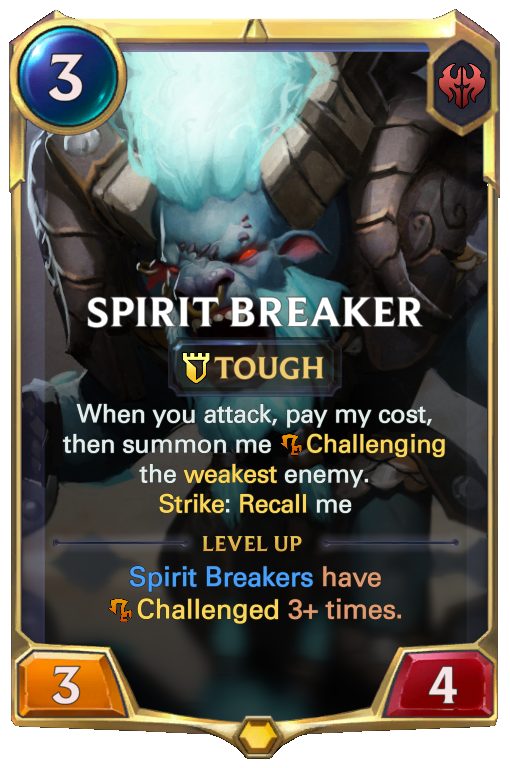 3
SPIRIT BREAKER
TOUGH
When you attack, pay my cost,
then summon me Challenging
the weakest enemy.
Strike: Recall me
LEVEL UP
Spirit Breakers have
Challenged 3+ times.
3
4